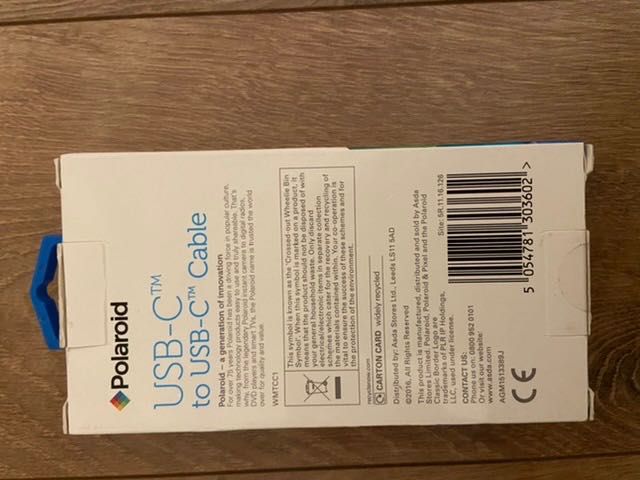 Polaroid
USB-C™
to USB-C™ Cable
Polaroid – a generation of innovation
For over 75 years Polaroid has been a driving force in popular culture,
making technology products easy to use and truly shareable. That's
why, from the legendary Polaroid instant camera to digital radios,
DVD players and smart TVs, the Polaroid name is trusted the world
over for quality and value.
WMTCC1
This symbol is known as the 'Crossed-out Wheelie Bin
Symbol'. When this symbol is marked on a product, it
means that the product should not be disposed of with
your general household waste. Only discard
electrical/electronic items in separate collection
schemes which cater for the recovery and recycling of
the materials contained within. Your co-operation is
vital to ensure the success of these schemes and for
the protection of the environment.
recyclenow.com
CARTON CARD widely recycled
Distributed by: Asda Stores Ltd., Leeds LS11 5AD
©2016, All Rights Reserved
This product is manufactured, distributed and sold by Asda
Stores Limited. Polaroid, Polaroid & Pixel and the Polaroid
Classic Border Logo are
trademarks of PLR IP Holdings,
LLC, used under license.
Site: SR.11.16.126
CONTACT US:
Phone us on: 0800 952 0101
Or visit our website:
www.asda.com
AGM1513389J
CE
5 054781 303602 >